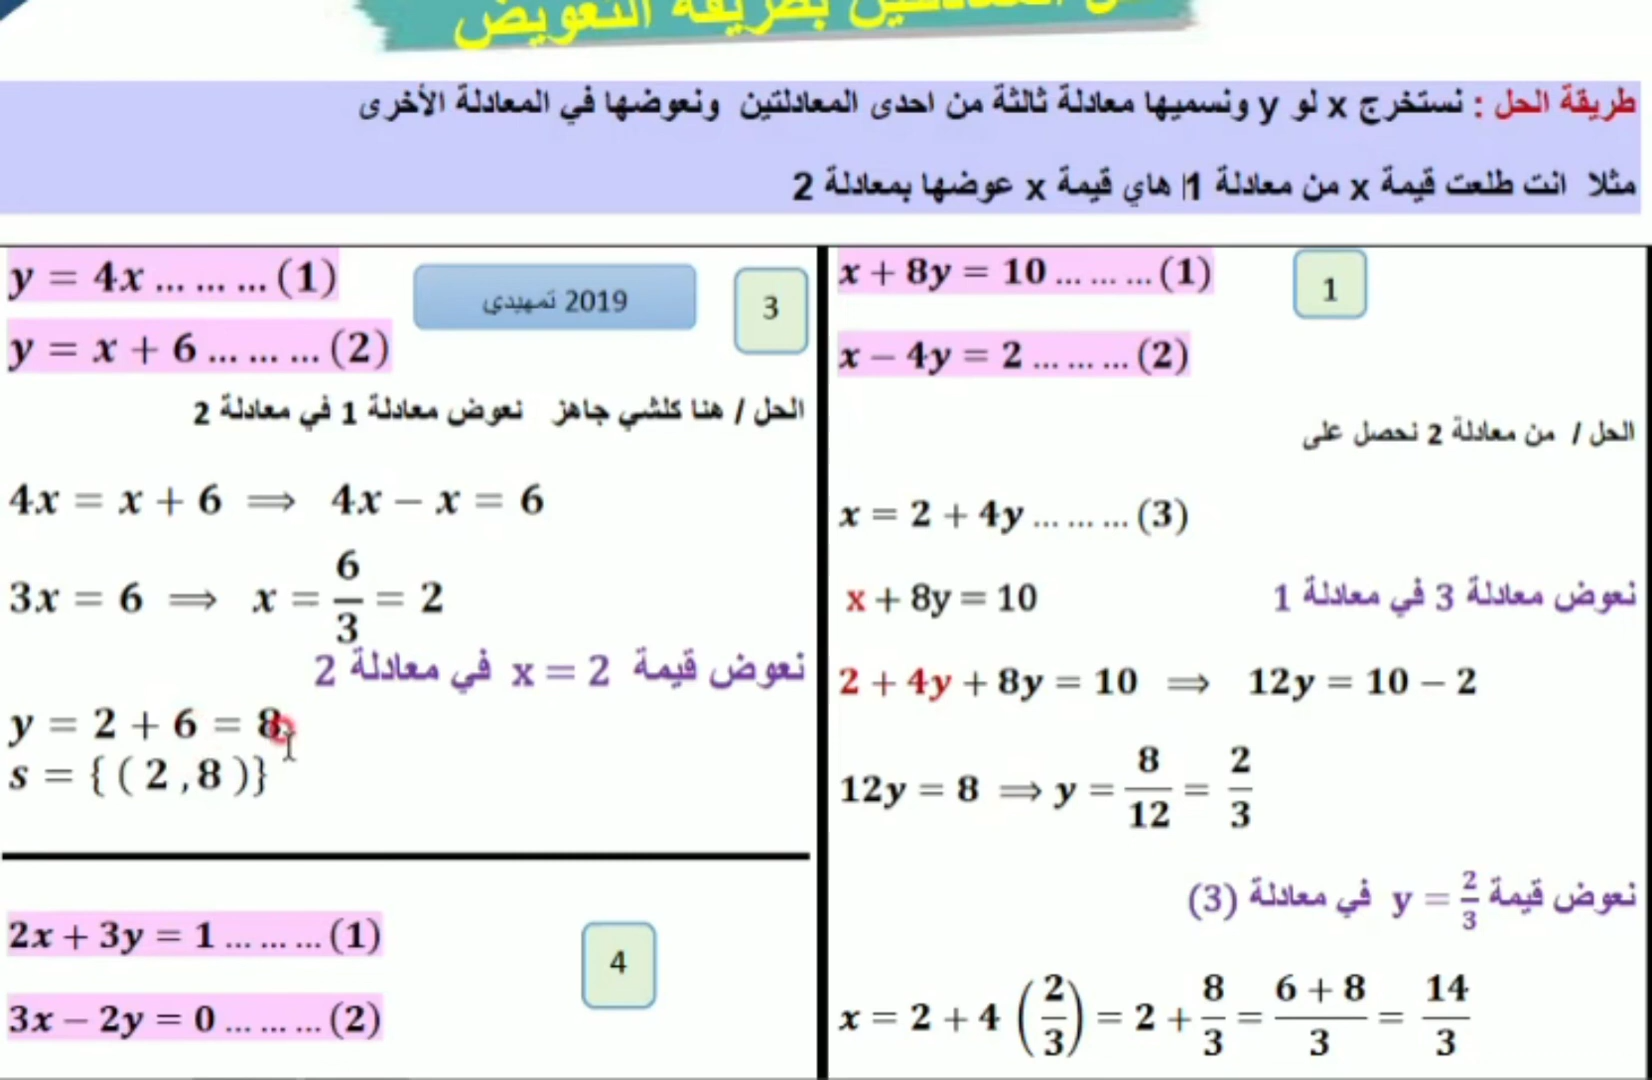 المعادلتين بطريقة التعويض
طريقة الحل : نستخرج x لو y ونسميها معادلة ثالثة من احدى المعادلتين ونعوضها في المعادلة الأخرى
مثلا انت طلعت قيمة x من معادلة 1 هاي قيمة x عوضها بمعادلة 2
x + 8y = 10 ... ... ... (1)
1
x − 4y = 2 ... ... ... (2)
الحل / من معادلة 2 نحصل على
x = 2 + 4y ... ... ... (3)
نعوض معادلة 3 في معادلة 1
x + 8y = 10
2 + 4y + 8y = 10 ⟹ 12y = 10 − 2
12y = 8 ⟹ y = 8/12 = 2/3
نعوض قيمة y = 2/3 في معادلة (3)
x = 2 + 4 (2/3) = 2 + 8/3 = (6 + 8)/3 = 14/3
y = 4x ... ... ... (1)
2019 تمهيدي
3
y = x + 6 ... ... ... (2)
الحل / هنا كلشي جاهز نعوض معادلة 1 في معادلة 2
4x = x + 6 ⟹ 4x − x = 6
3x = 6 ⟹ x = 6/3 = 2
نعوض قيمة x = 2 في معادلة 2
y = 2 + 6 = 8
s = { ( 2 , 8 )}
2x + 3y = 1 ... ... ... (1)
4
3x − 2y = 0 ... ... ... (2)